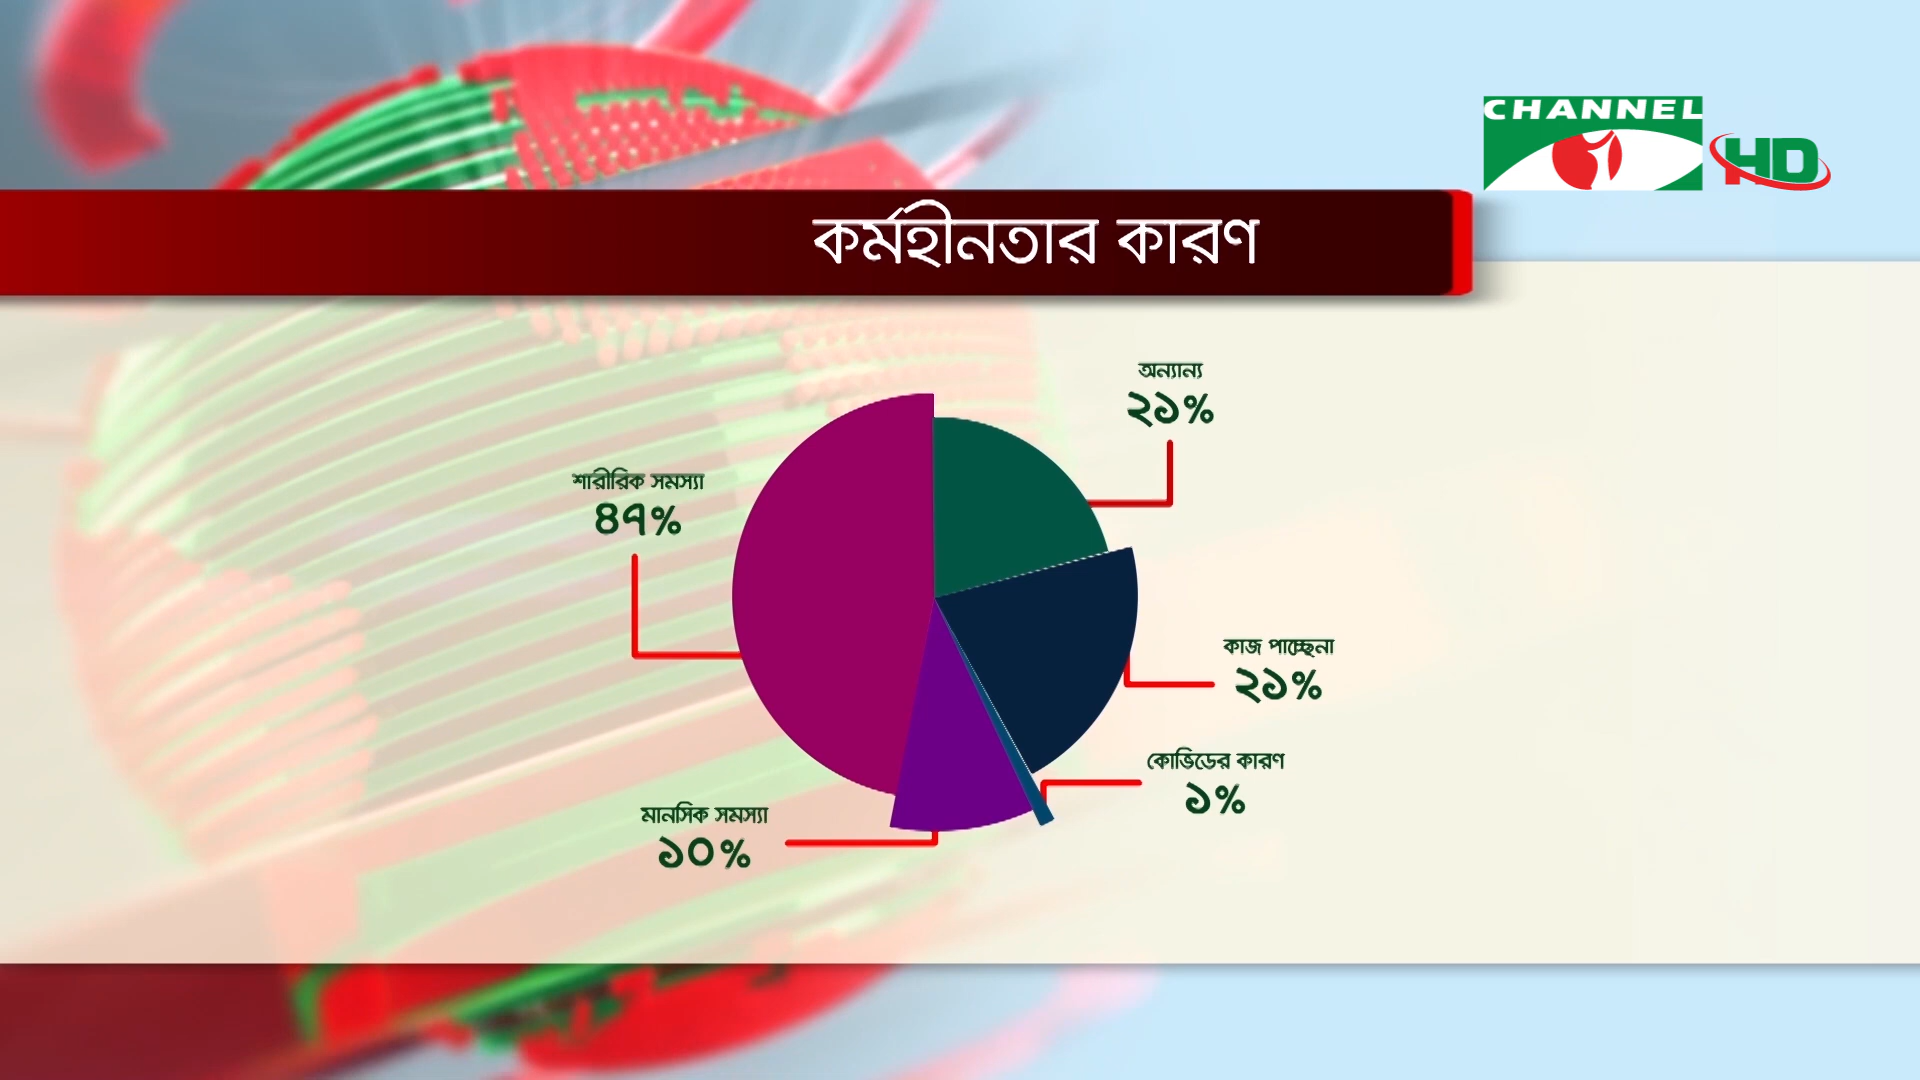 CHANNEL
HD
কর্মহীনতার কারণ
অন্যান্য
২১%
শারীরিক সমস্যা
৪৭%
কাজ পাচ্ছেনা
২১%
কোভিডের কারণ
১%
মানসিক সমস্যা
১০%